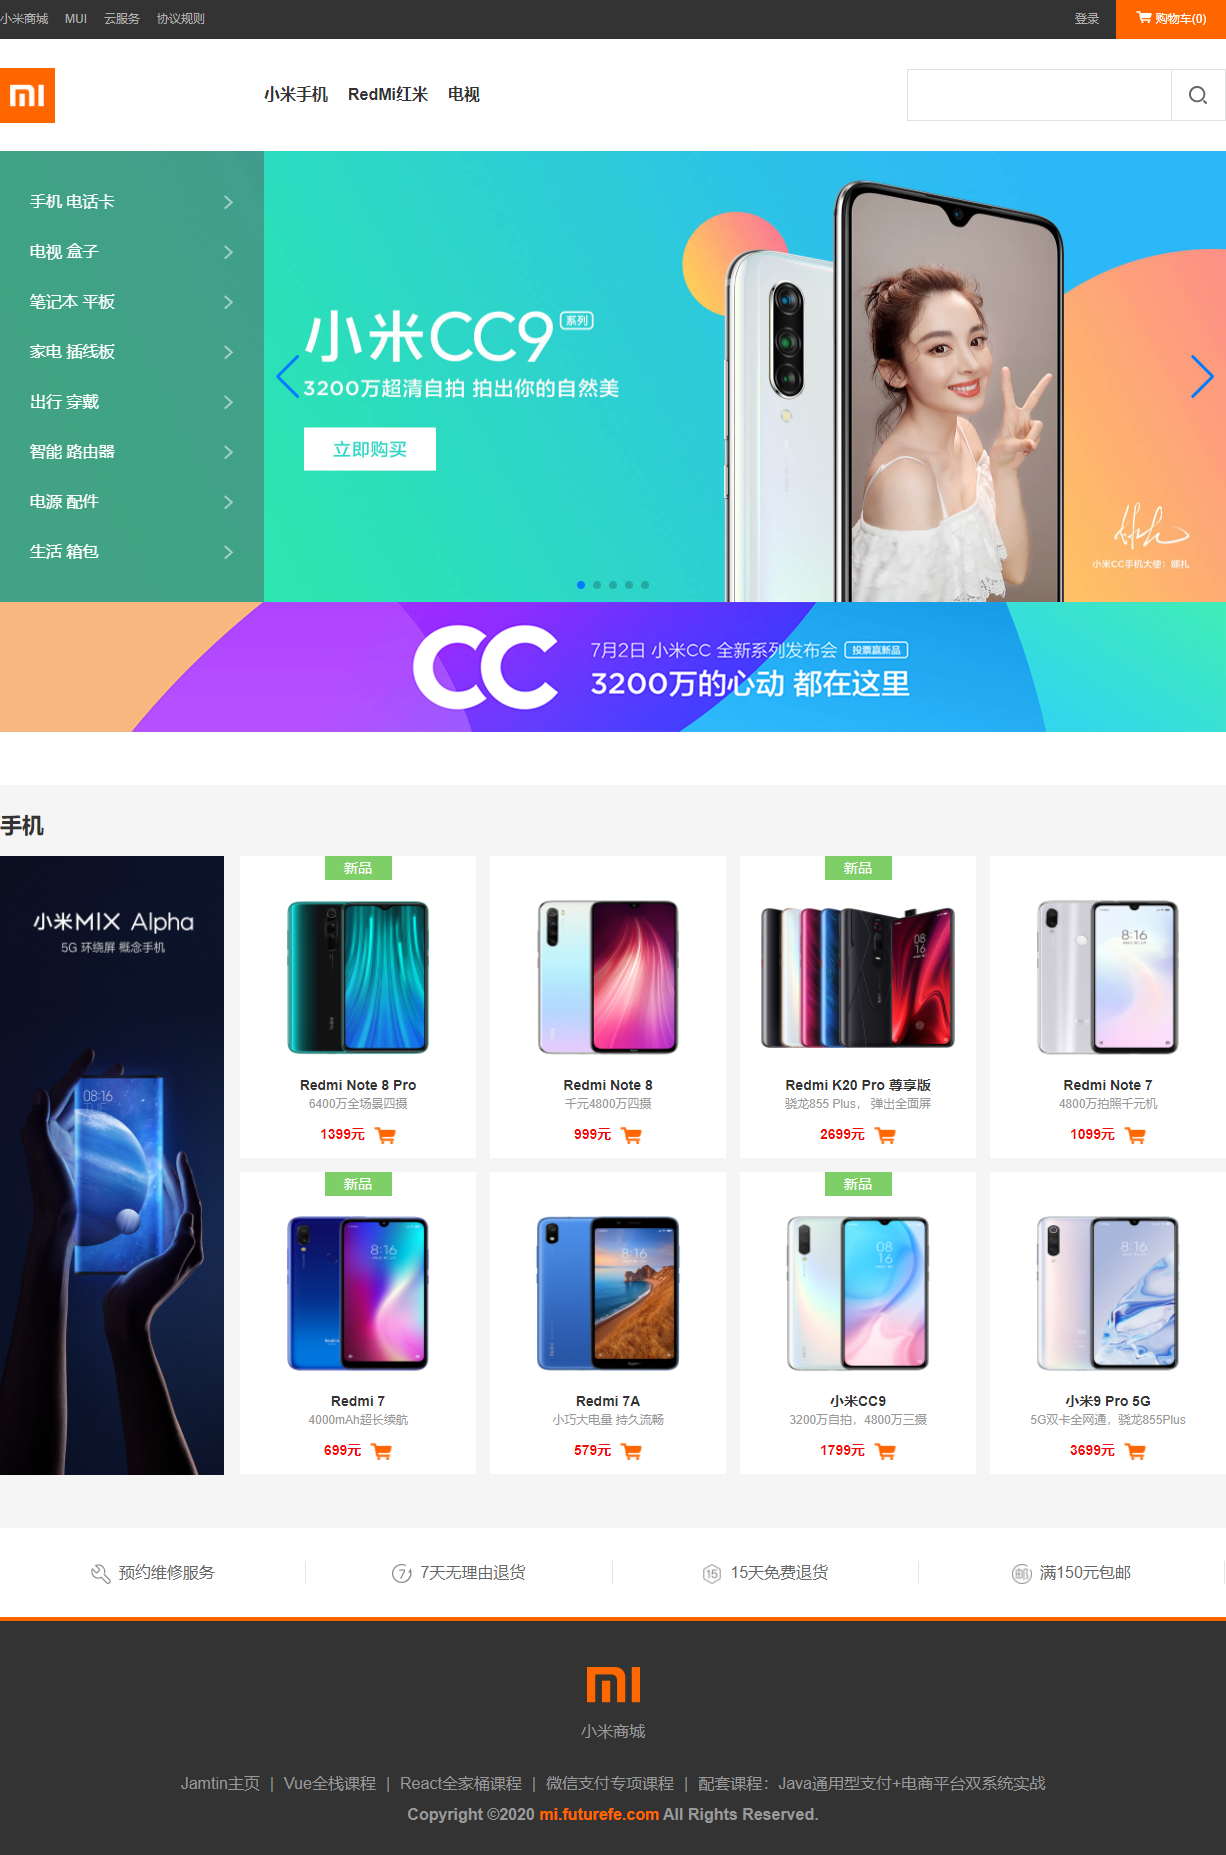 小米商城 MUI 云服务 协议规则 登录 购物车(0)
小米手机 RedMi红米 电视
手机 电话卡
电视 盒子
笔记本 平板
家电 插线板
出行 穿戴
智能 路由器
电源 配件
生活 箱包
小米CC9 系列
3200万超清自拍 拍出你的自然美
立即购买
小米CC手机大使：娜扎
CC
7月2日 小米CC 全新系列发布会 投票赢新品
3200万的心动 都在这里
手机
小米MIX Alpha
5G 环绕屏 概念手机
08:16
TUE
新品
Redmi Note 8 Pro
6400万全场景四摄
1399元
Redmi Note 8
千元4800万四摄
999元
新品
08
16
Redmi K20 Pro 尊享版
骁龙855 Plus， 弹出全面屏
2699元
8:16
Redmi Note 7
4800万拍照千元机
1099元
新品
8:16
Redmi 7
4000mAh超长续航
699元
8:16
Redmi 7A
小巧大电量 持久流畅
579元
新品
08
16
小米CC9
3200万自拍，4800万三摄
1799元
8:16
小米9 Pro 5G
5G双卡全网通，骁龙855Plus
3699元
预约维修服务
7天无理由退货
15天免费退货
满150元包邮
小米商城
Jamtin主页 | Vue全栈课程 | React全家桶课程 | 微信支付专项课程 | 配套课程：Java通用型支付+电商平台双系统实战
Copyright ©2020 mi.futurefe.com All Rights Reserved.